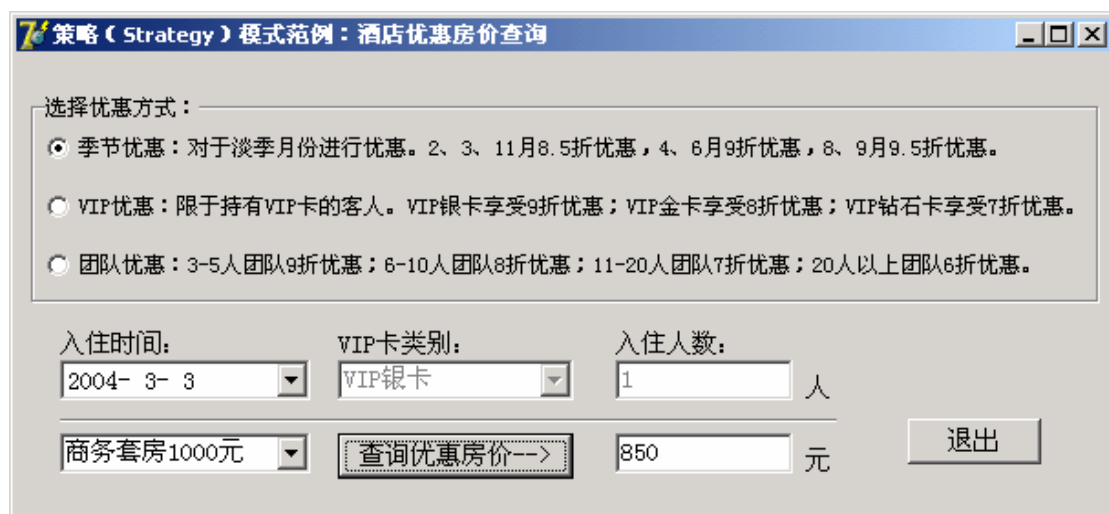 策略（Strategy）模式范例：酒店优惠房价查询
选择优惠方式：
季节优惠：对于淡季月份进行优惠。2、3、11月8.5折优惠，4、6月9折优惠，8、9月9.5折优惠。
VIP优惠：限于持有VIP卡的客人。VIP银卡享受9折优惠；VIP金卡享受8折优惠；VIP钻石卡享受7折优惠。
团队优惠：3-5人团队9折优惠；6-10人团队8折优惠；11-20人团队7折优惠；20人以上团队6折优惠。
入住时间： VIP卡类别： 入住人数：
2004- 3- 3 VIP银卡 1 人
商务套房1000元 查询优惠房价--> 850 元 退出